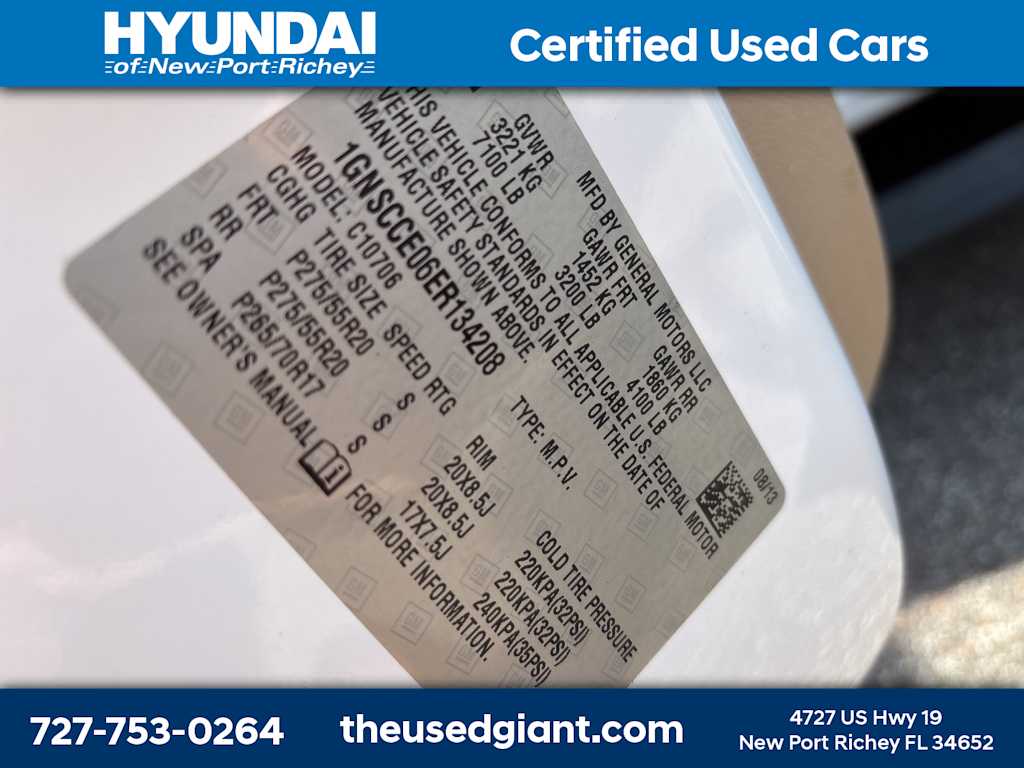 HYUNDAI
of New Port Richey
Certified Used Cars
MFD BY GENERAL MOTORS LLC
08/13
GVWR GAWR FRT GAWR RR
3221 KG 1452 KG 1860 KG
7100 LB 3200 LB 4100 LB
THIS VEHICLE CONFORMS TO ALL APPLICABLE U.S. FEDERAL MOTOR
VEHICLE SAFETY STANDARDS IN EFFECT ON THE DATE OF
MANUFACTURE SHOWN ABOVE.
1GNSCCE06ER134208 TYPE: M.P.V.
MODEL: C10706
CGHG TIRE SIZE SPEED RTG RIM COLD TIRE PRESSURE
FRT P275/55R20 S 20X8.5J 220KPA(32PSI)
RR P275/55R20 S 20X8.5J 220KPA(32PSI)
SPA P265/70R17 S 17X7.5J 240KPA(35PSI)
SEE OWNER'S MANUAL FOR MORE INFORMATION.
727-753-0264
theusedgiant.com
4727 US Hwy 19
New Port Richey FL 34652